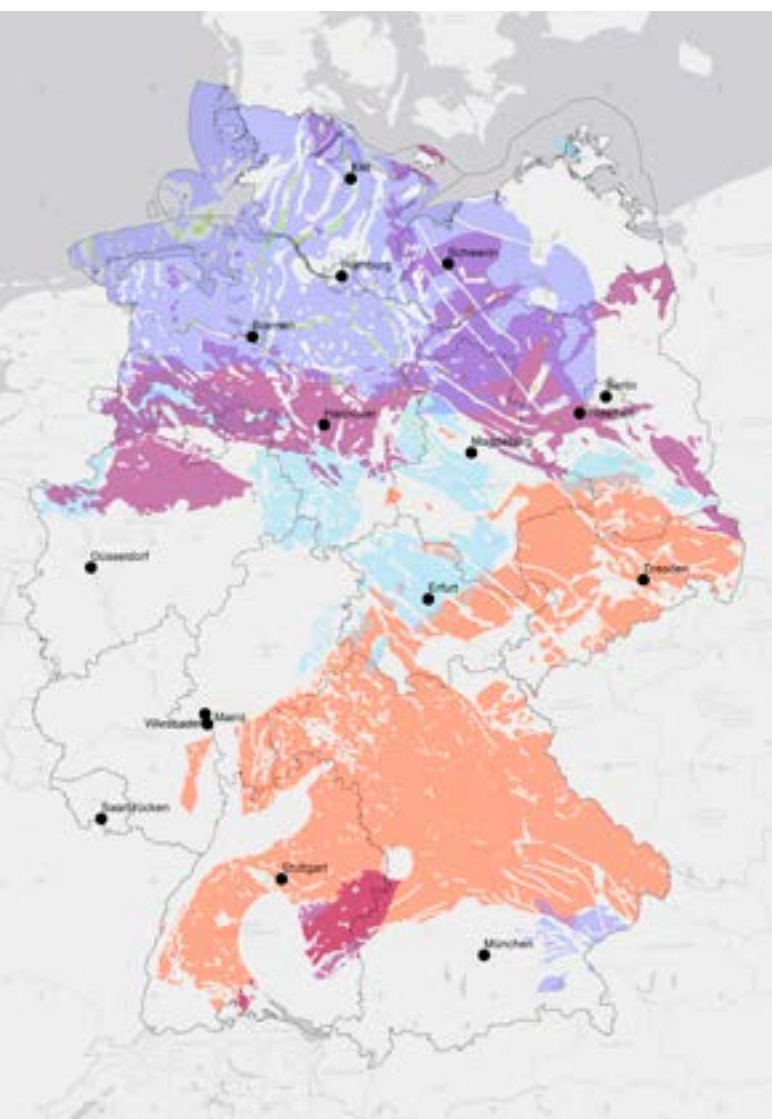 Kiel
Schwerin
Hamburg
Bremen
Berlin
Potsdam
Hannover
Magdeburg
Düsseldorf
Dresden
Erfurt
Wiesbaden
Mainz
Saarbrücken
Stuttgart
München